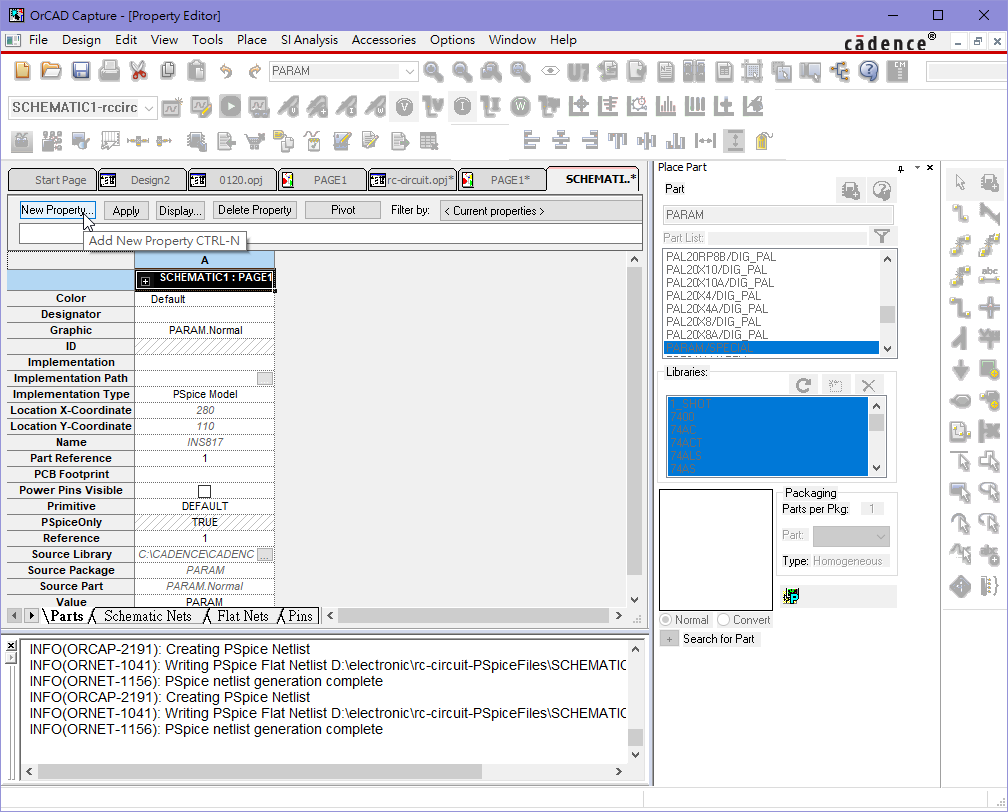 OrCAD Capture - [Property Editor]
File Design Edit View Tools Place SI Analysis Accessories Options Window Help
cādence®
PARAM
SCHEMATIC1-rccirc
Start Page Design2 0120.opj PAGE1 rc-circuit.opj* PAGE1* SCHEMATI..*
New Property... Apply Display... Delete Property Pivot Filter by: < Current properties >
Add New Property CTRL-N
A
SCHEMATIC1 : PAGE1
Color Default
Designator
Graphic PARAM.Normal
ID
Implementation
Implementation Path
Implementation Type PSpice Model
Location X-Coordinate 280
Location Y-Coordinate 110
Name INS817
Part Reference 1
PCB Footprint
Power Pins Visible
Primitive DEFAULT
PSpiceOnly TRUE
Reference 1
Source Library C:\CADENCE\CADENC ...
Source Package PARAM
Source Part PARAM.Normal
Value PARAM
Parts Schematic Nets Flat Nets Pins
INFO(ORCAP-2191): Creating PSpice Netlist
INFO(ORNET-1041): Writing PSpice Flat Netlist D:\electronic\rc-circuit-PSpiceFiles\SCHEMATIC
INFO(ORNET-1156): PSpice netlist generation complete
INFO(ORCAP-2191): Creating PSpice Netlist
INFO(ORNET-1041): Writing PSpice Flat Netlist D:\electronic\rc-circuit-PSpiceFiles\SCHEMATIC
INFO(ORNET-1156): PSpice netlist generation complete
Place Part
Part
PARAM
Part List:
PAL20RP8B/DIG_PAL
PAL20X10/DIG_PAL
PAL20X10A/DIG_PAL
PAL20X4/DIG_PAL
PAL20X4A/DIG_PAL
PAL20X8/DIG_PAL
PAL20X8A/DIG_PAL
PARAM/SPECIAL
Libraries:
1_SHOT
7400
74AC
74ACT
74ALS
74AS
Packaging
Parts per Pkg: 1
Part:
Type: Homogeneous
Normal Convert
+ Search for Part